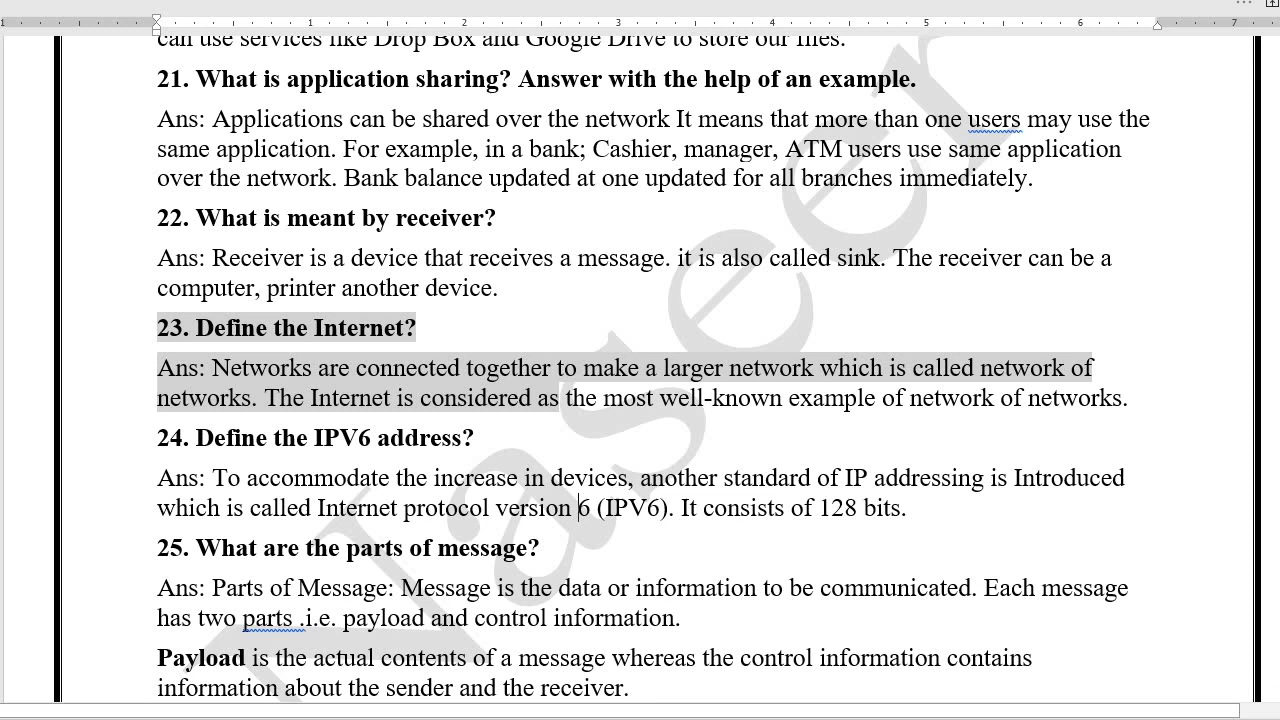 1 1 2 3 4 5 6 7
can use services like Drop Box and Google Drive to store our files.
21. What is application sharing? Answer with the help of an example.
Ans: Applications can be shared over the network It means that more than one users may use the
same application. For example, in a bank; Cashier, manager, ATM users use same application
over the network. Bank balance updated at one updated for all branches immediately.
22. What is meant by receiver?
Ans: Receiver is a device that receives a message. it is also called sink. The receiver can be a
computer, printer another device.
23. Define the Internet?
Ans: Networks are connected together to make a larger network which is called network of
networks. The Internet is considered as the most well-known example of network of networks.
24. Define the IPV6 address?
Ans: To accommodate the increase in devices, another standard of IP addressing is Introduced
which is called Internet protocol version 6 (IPV6). It consists of 128 bits.
25. What are the parts of message?
Ans: Parts of Message: Message is the data or information to be communicated. Each message
has two parts .i.e. payload and control information.
Payload is the actual contents of a message whereas the control information contains
information about the sender and the receiver.
Naseer